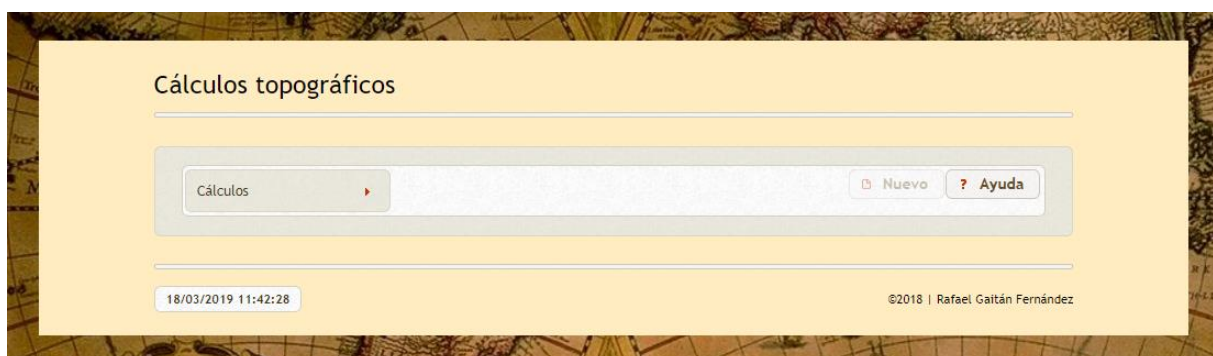 Cálculos topográficos
Cálculos
Nuevo
? Ayuda
18/03/2019 11:42:28
©2018 | Rafael Gaitán Fernández